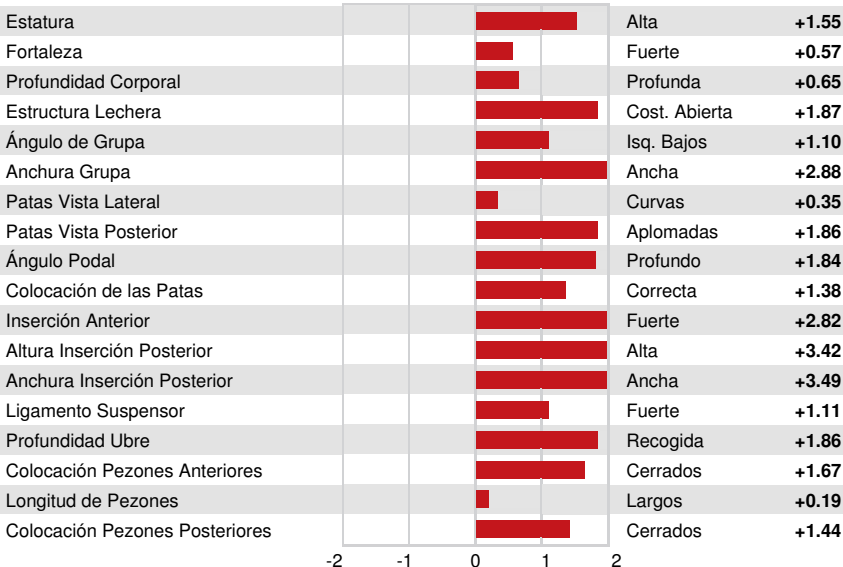 Estatura Alta +1.55
Fortaleza Fuerte +0.57
Profundidad Corporal Profunda +0.65
Estructura Lechera Cost. Abierta +1.87
Ángulo de Grupa Isq. Bajos +1.10
Anchura Grupa Ancha +2.88
Patas Vista Lateral Curvas +0.35
Patas Vista Posterior Aplomadas +1.86
Ángulo Podal Profundo +1.84
Colocación de las Patas Correcta +1.38
Inserción Anterior Fuerte +2.82
Altura Inserción Posterior Alta +3.42
Anchura Inserción Posterior Ancha +3.49
Ligamento Suspensor Fuerte +1.11
Profundidad Ubre Recogida +1.86
Colocación Pezones Anteriores Cerrados +1.67
Longitud de Pezones Largos +0.19
Colocación Pezones Posteriores Cerrados +1.44
-2 -1 0 1 2